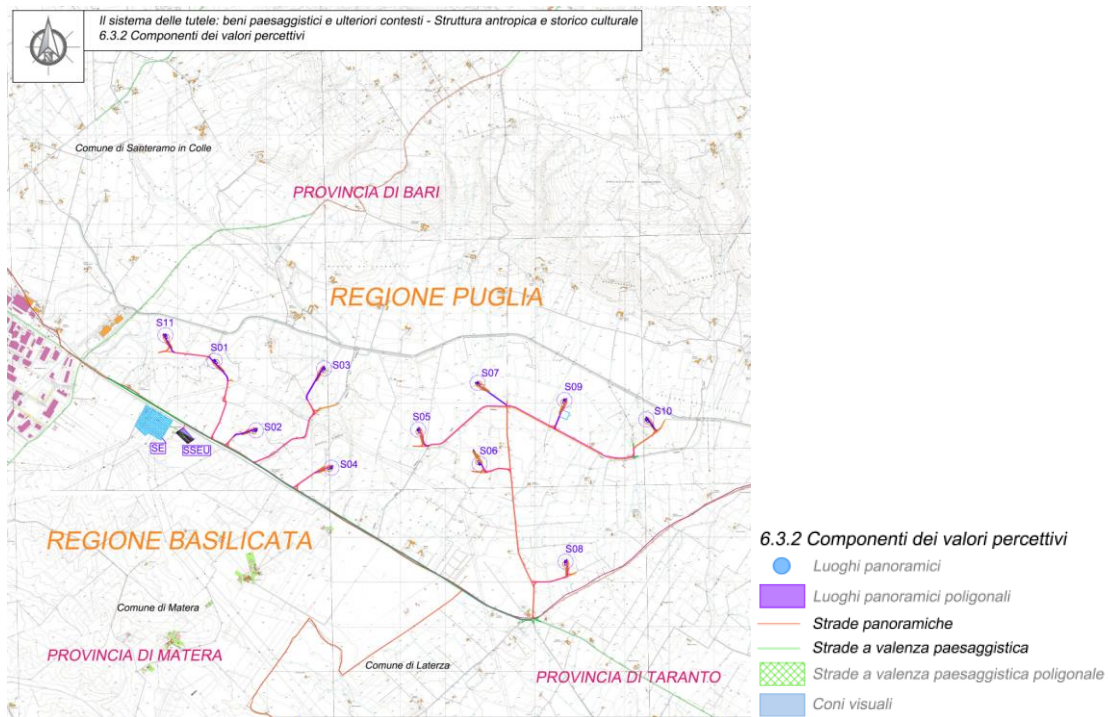 Il sistema delle tutele: beni paesaggistici e ulteriori contesti - Struttura antropica e storico culturale
6.3.2 Componenti dei valori percettivi
N
Comune di Santeramo in Colle
PROVINCIA DI BARI
REGIONE PUGLIA
S11
S01
S03
S07
S09
S10
S02
S05
SE
SSEU
S04
S06
REGIONE BASILICATA
S08
Comune di Matera
PROVINCIA DI MATERA
Comune di Laterza
PROVINCIA DI TARANTO
6.3.2 Componenti dei valori percettivi
Luoghi panoramici
Luoghi panoramici poligonali
Strade panoramiche
Strade a valenza paesaggistica
Strade a valenza paesaggistica poligonale
Coni visuali